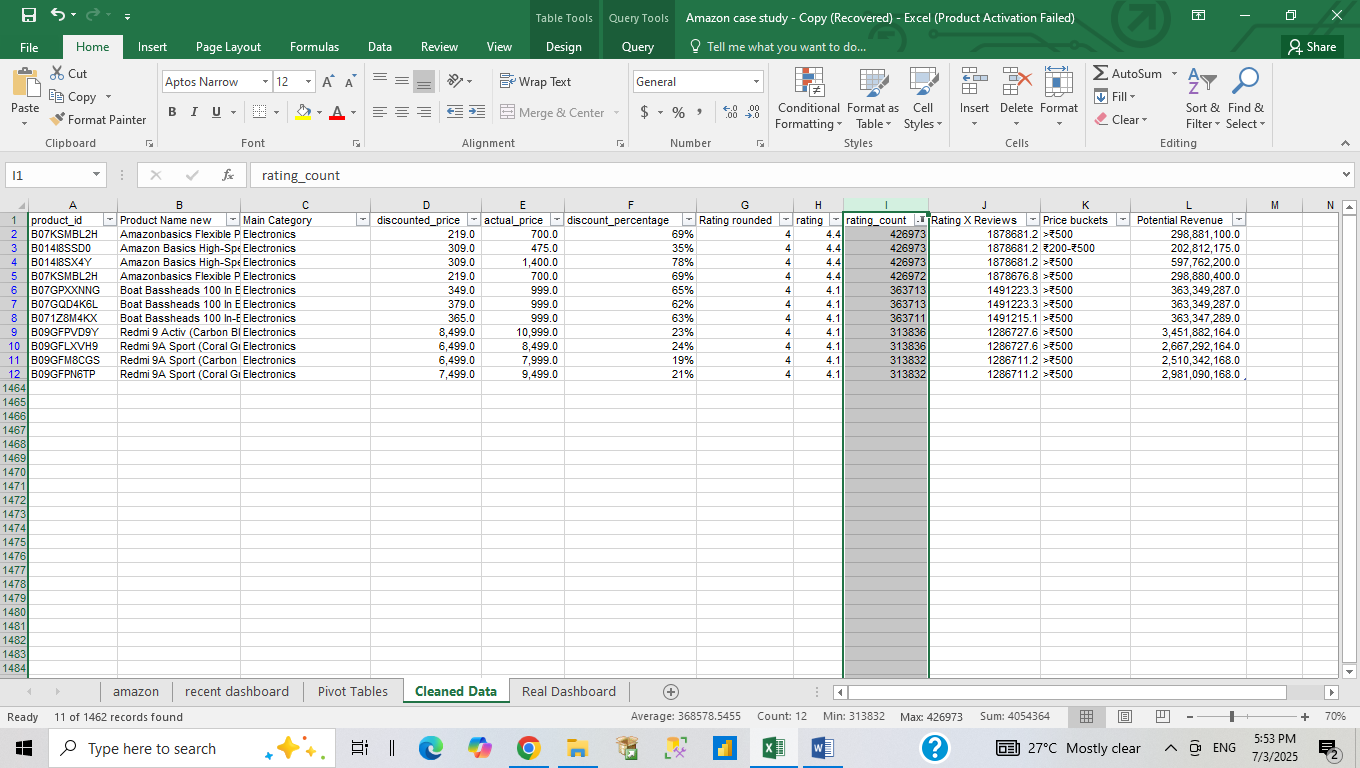 Table Tools Query Tools Amazon case study - Copy (Recovered) - Excel (Product Activation Failed)
File Home Insert Page Layout Formulas Data Review View Design Query Tell me what you want to do... Share
Paste Cut Copy Format Painter
Aptos Narrow 12
B I U
Wrap Text
Merge & Center
General
$ % ,
Conditional Formatting Format as Table Cell Styles
Insert Delete Format
AutoSum Fill Clear
Sort & Filter Find & Select
Clipboard Font Alignment Number Styles Cells Editing
I1 fx rating_count
A B C D E F G H I J K L M N
1 product_id Product Name new Main Category discounted_price actual_price discount_percentage Rating rounded rating rating_count Rating X Reviews Price buckets Potential Revenue
2 B07KSMBL2H Amazonbasics Flexible P Electronics 219.0 700.0 69% 4 4.4 426973 1878681.2 >₹500 298,881,100.0
3 B014I8SSD0 Amazon Basics High-Spe Electronics 309.0 475.0 35% 4 4.4 426973 1878681.2 ₹200-₹500 202,812,175.0
4 B014I8SX4Y Amazon Basics High-Spe Electronics 309.0 1,400.0 78% 4 4.4 426973 1878681.2 >₹500 597,762,200.0
5 B07KSMBL2H Amazonbasics Flexible P Electronics 219.0 700.0 69% 4 4.4 426972 1878676.8 >₹500 298,880,400.0
6 B07GPXXNNG Boat Bassheads 100 In E Electronics 349.0 999.0 65% 4 4.1 363713 1491223.3 >₹500 363,349,287.0
7 B07GQD4K6L Boat Bassheads 100 In E Electronics 379.0 999.0 62% 4 4.1 363713 1491223.3 >₹500 363,349,287.0
8 B071Z8M4KX Boat Bassheads 100 In-E Electronics 365.0 999.0 63% 4 4.1 363711 1491215.1 >₹500 363,347,289.0
9 B09GFPVD9Y Redmi 9 Activ (Carbon Bl Electronics 8,499.0 10,999.0 23% 4 4.1 313836 1286727.6 >₹500 3,451,882,164.0
10 B09GFLXVH9 Redmi 9A Sport (Coral Gr Electronics 6,499.0 8,499.0 24% 4 4.1 313836 1286727.6 >₹500 2,667,292,164.0
11 B09GFM8CGS Redmi 9A Sport (Carbon Electronics 6,499.0 7,999.0 19% 4 4.1 313832 1286711.2 >₹500 2,510,342,168.0
12 B09GFPN6TP Redmi 9A Sport (Coral Gr Electronics 7,499.0 9,499.0 21% 4 4.1 313832 1286711.2 >₹500 2,981,090,168.0
1464
1465
1466
1467
1468
1469
1470
1471
1472
1473
1474
1475
1476
1477
1478
1479
1480
1481
1482
1483
1484
amazon recent dashboard Pivot Tables Cleaned Data Real Dashboard
Ready 11 of 1462 records found Average: 368578.5455 Count: 12 Min: 313832 Max: 426973 Sum: 4054364 70%
Type here to search 27°C Mostly clear ENG 5:53 PM
7/3/2025 2